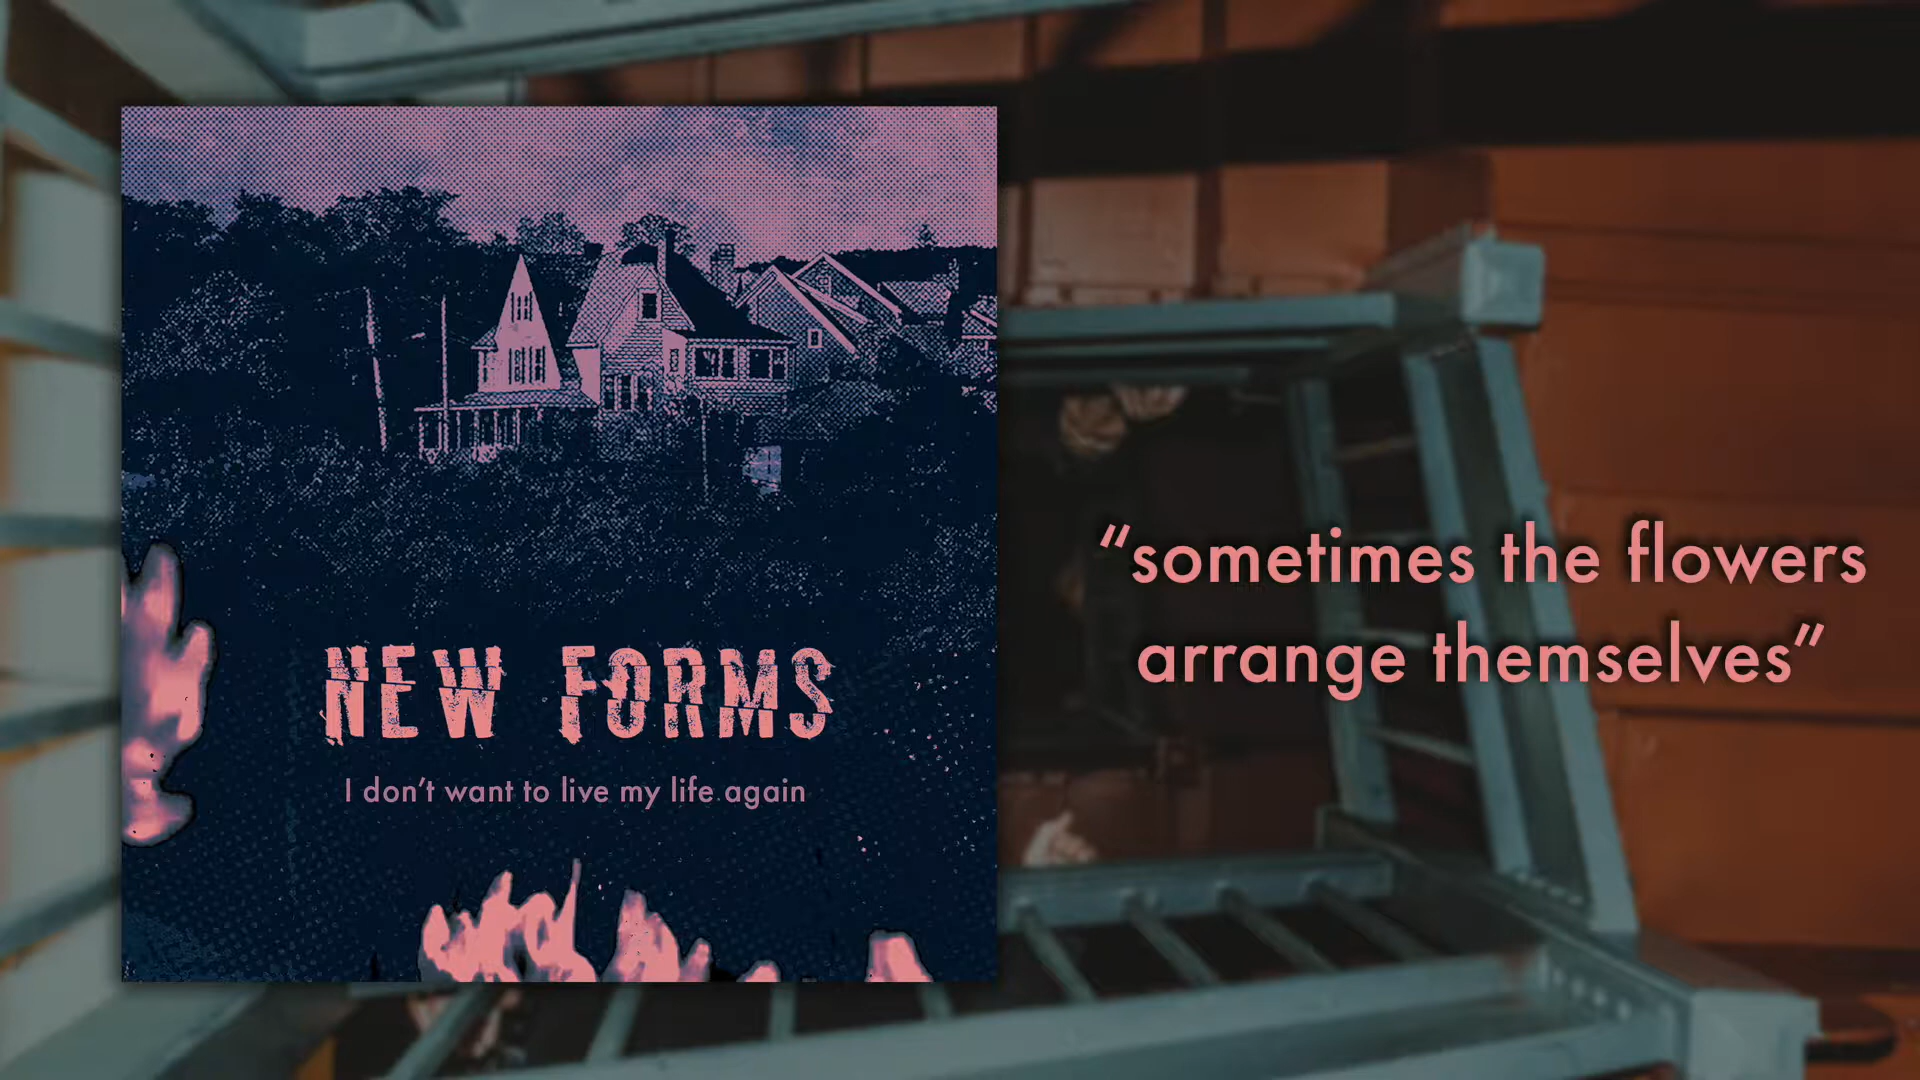 NEW FORMS
I don't want to live my life again
"sometimes the flowers
arrange themselves"